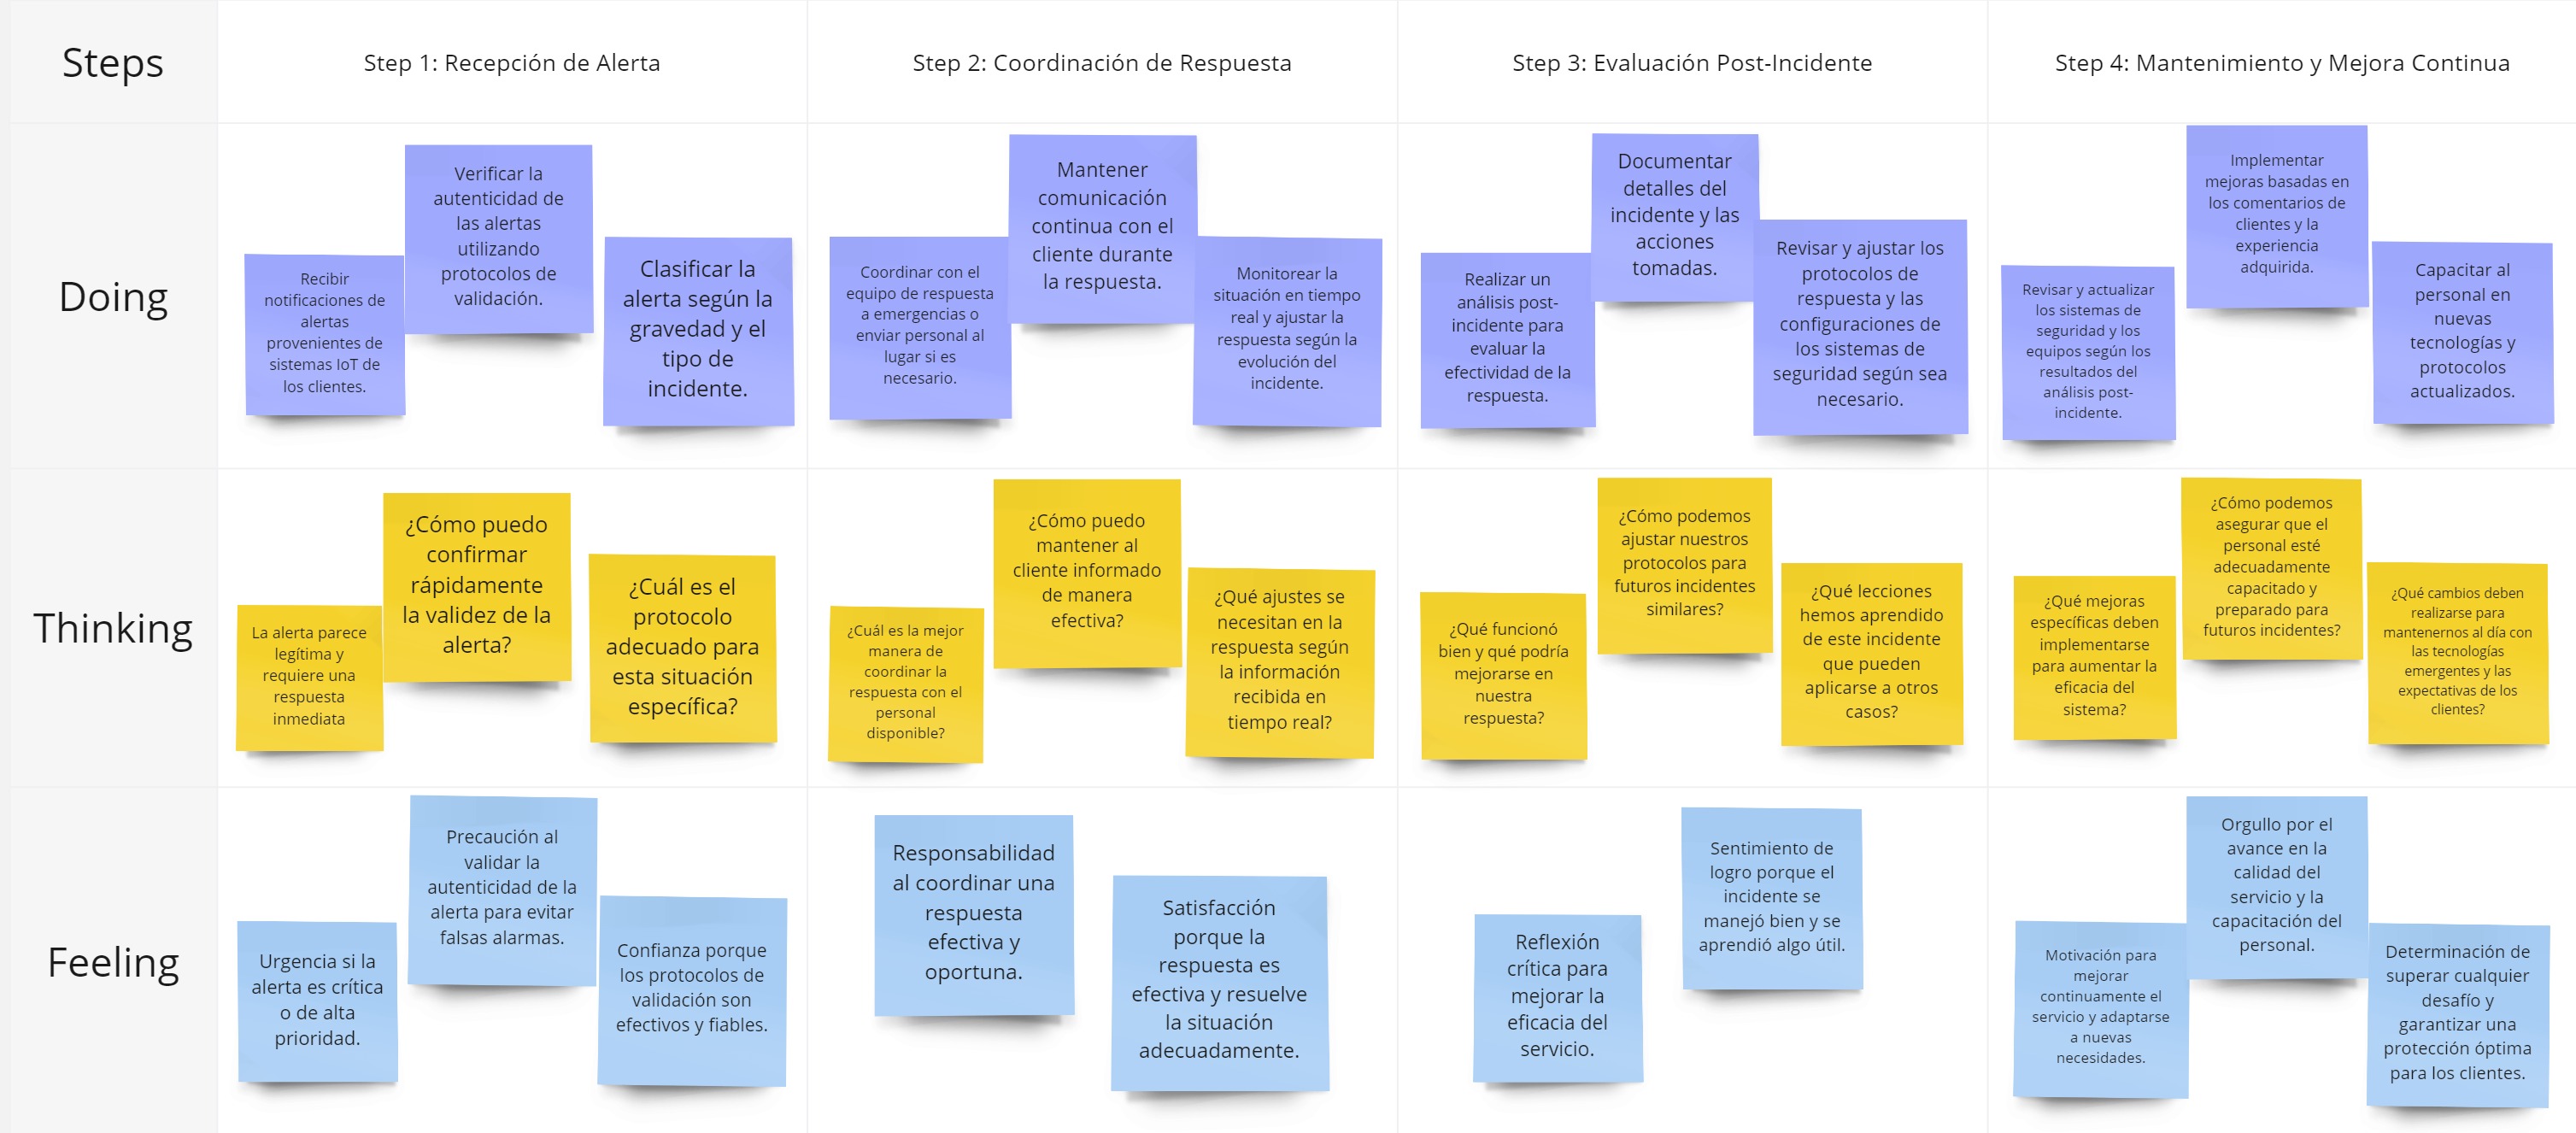 Steps
Step 1: Recepción de Alerta
Step 2: Coordinación de Respuesta
Step 3: Evaluación Post-Incidente
Step 4: Mantenimiento y Mejora Continua
Doing
Recibir
notificaciones de
alertas
provenientes de
sistemas IoT de
los clientes.
Verificar la
autenticidad de
las alertas
utilizando
protocolos de
validación.
Clasificar la
alerta según la
gravedad y el
tipo de
incidente.
Coordinar con el
equipo de respuesta
a emergencias o
enviar personal al
lugar si es
necesario.
Mantener
comunicación
continua con el
cliente durante
la respuesta.
Monitorear la
situación en tiempo
real y ajustar la
respuesta según la
evolución del
incidente.
Realizar un
análisis post-
incidente para
evaluar la
efectividad de la
respuesta.
Documentar
detalles del
incidente y las
acciones
tomadas.
Revisar y ajustar los
protocolos de
respuesta y las
configuraciones de
los sistemas de
seguridad según sea
necesario.
Revisar y actualizar
los sistemas de
seguridad y los
equipos según los
resultados del
análisis post-
incidente.
Implementar
mejoras basadas en
los comentarios de
clientes y la
experiencia
adquirida.
Capacitar al
personal en
nuevas
tecnologías y
protocolos
actualizados.
Thinking
La alerta parece
legítima y
requiere una
respuesta
inmediata
¿Cómo puedo
confirmar
rápidamente
la validez de la
alerta?
¿Cuál es el
protocolo
adecuado para
esta situación
específica?
¿Cuál es la mejor
manera de
coordinar la
respuesta con el
personal
disponible?
¿Cómo puedo
mantener al
cliente informado
de manera
efectiva?
¿Qué ajustes se
necesitan en la
respuesta según
la información
recibida en
tiempo real?
¿Qué funcionó
bien y qué podría
mejorarse en
nuestra
respuesta?
¿Cómo podemos
ajustar nuestros
protocolos para
futuros incidentes
similares?
¿Qué lecciones
hemos aprendido
de este incidente
que pueden
aplicarse a otros
casos?
¿Qué mejoras
específicas deben
implementarse
para aumentar la
eficacia del
sistema?
¿Cómo podemos
asegurar que el
personal esté
adecuadamente
capacitado y
preparado para
futuros incidentes?
¿Qué cambios deben
realizarse para
mantenernos al día con
las tecnologías
emergentes y las
expectativas de los
clientes?
Feeling
Urgencia si la
alerta es crítica
o de alta
prioridad.
Precaución al
validar la
autenticidad de la
alerta para evitar
falsas alarmas.
Confianza porque
los protocolos de
validación son
efectivos y fiables.
Responsabilidad
al coordinar una
respuesta
efectiva y
oportuna.
Satisfacción
porque la
respuesta es
efectiva y resuelve
la situación
adecuadamente.
Reflexión
crítica para
mejorar la
eficacia del
servicio.
Sentimiento de
logro porque el
incidente se
manejó bien y se
aprendió algo útil.
Motivación para
mejorar
continuamente el
servicio y adaptarse
a nuevas
necesidades.
Orgullo por el
avance en la
calidad del
servicio y la
capacitación del
personal.
Determinación de
superar cualquier
desafío y
garantizar una
protección óptima
para los clientes.